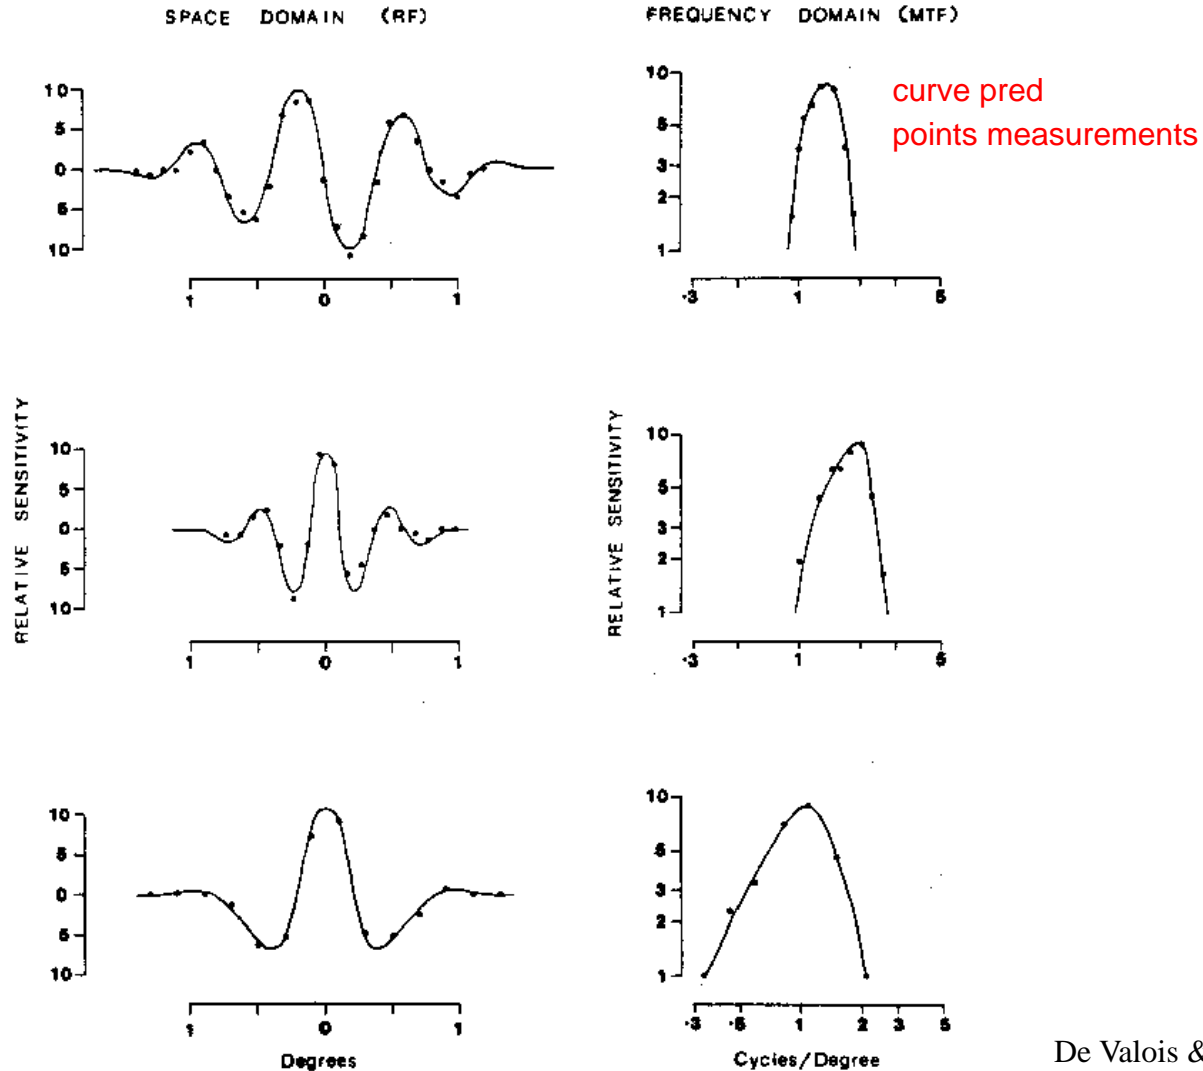 SPACE DOMAIN (RF)
FREQUENCY DOMAIN (MTF)
curve pred
points measurements
10
5
0
5
10
1 0 1
10
5
3
2
1
.3 1 5
RELATIVE SENSITIVITY
10
5
0
5
10
1 0 1
RELATIVE SENSITIVITY
10
5
3
2
1
.3 1 5
10
5
0
5
10
1 0 1
Degrees
10
5
3
2
1
.3 .5 1 2 3 5
Cycles/Degree
De Valois &